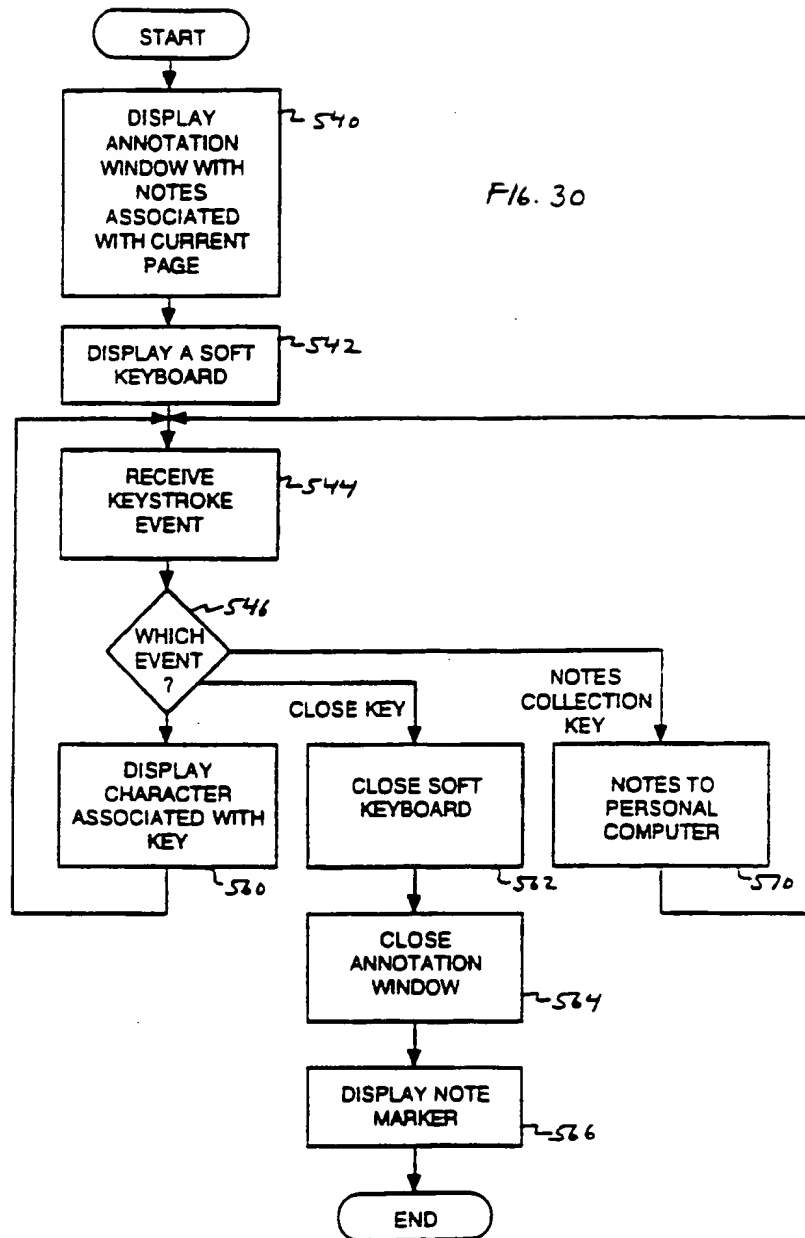 START
DISPLAY
ANNOTATION
WINDOW WITH
NOTES
ASSOCIATED
WITH CURRENT
PAGE
540
FIG. 30
DISPLAY A SOFT
KEYBOARD
542
RECEIVE
KEYSTROKE
EVENT
544
WHICH
EVENT
?
546
CLOSE KEY
NOTES
COLLECTION
KEY
DISPLAY
CHARACTER
ASSOCIATED WITH
KEY
560
CLOSE SOFT
KEYBOARD
562
NOTES TO
PERSONAL
COMPUTER
570
CLOSE
ANNOTATION
WINDOW
564
DISPLAY NOTE
MARKER
566
END